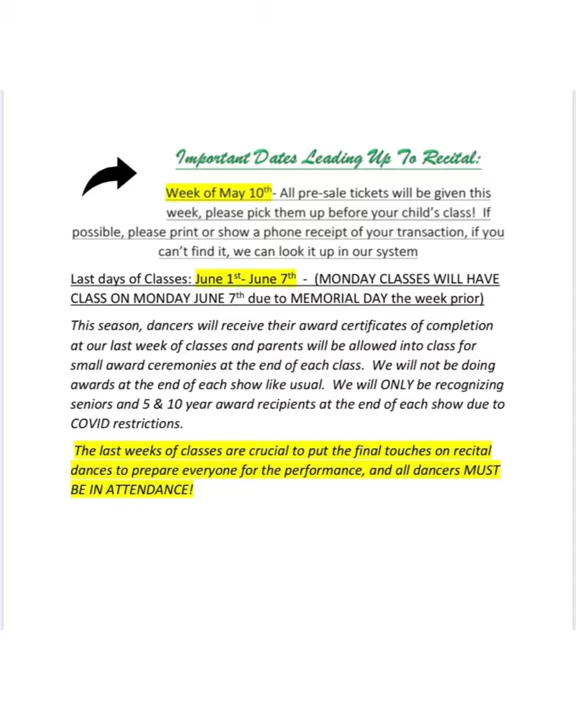 Important Dates Leading Up To Recital:
Week of May 10th- All pre-sale tickets will be given this
week, please pick them up before your child's class!  If
possible, please print or show a phone receipt of your transaction, if you
can't find it, we can look it up in our system
Last days of Classes: June 1st- June 7th  -  (MONDAY CLASSES WILL HAVE
CLASS ON MONDAY JUNE 7th due to MEMORIAL DAY the week prior)
This season, dancers will receive their award certificates of completion
at our last week of classes and parents will be allowed into class for
small award ceremonies at the end of each class.  We will not be doing
awards at the end of each show like usual.  We will ONLY be recognizing
seniors and 5 & 10 year award recipients at the end of each show due to
COVID restrictions.
The last weeks of classes are crucial to put the final touches on recital
dances to prepare everyone for the performance, and all dancers MUST
BE IN ATTENDANCE!